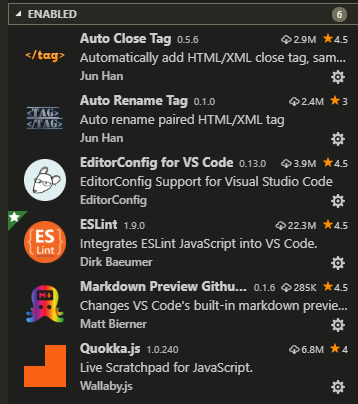 ENABLED 6
Auto Close Tag 0.5.6 2.9M 4.5
</tag> Automatically add HTML/XML close tag, sam...
Jun Han
Auto Rename Tag 0.1.0 2.4M 3
<TAG>
</TAG> Auto rename paired HTML/XML tag
Jun Han
EditorConfig for VS Code 0.13.0 3.9M 4.5
EditorConfig Support for Visual Studio Code
EditorConfig
ESLint 1.9.0 22.3M 4.5
ES
Lint Integrates ESLint JavaScript into VS Code.
Dirk Baeumer
Markdown Preview Githu... 0.1.6 285K 4.5
M
Changes VS Code's built-in markdown previe...
Matt Bierner
Quokka.js 1.0.240 6.8M 4
Live Scratchpad for JavaScript.
Wallaby.js